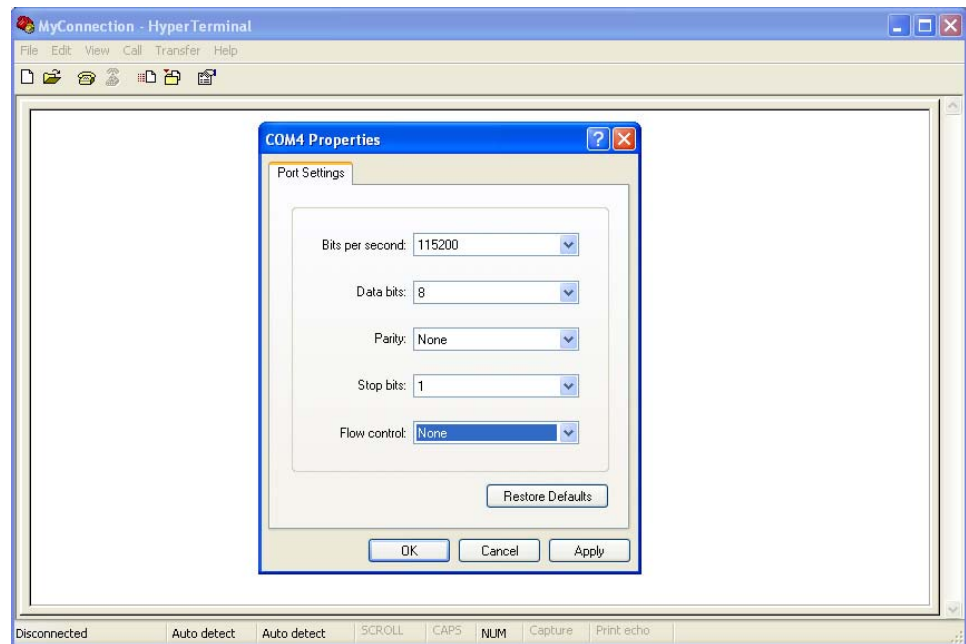 MyConnection - HyperTerminal
File Edit View Call Transfer Help
COM4 Properties
Port Settings
Bits per second: 115200
Data bits: 8
Parity: None
Stop bits: 1
Flow control: None
Restore Defaults
OK Cancel Apply
Disconnected Auto detect Auto detect SCROLL CAPS NUM Capture Print echo